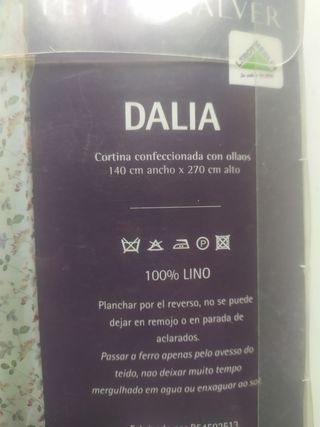 DALIA
Cortina confeccionada con ollaos
140 cm ancho x 270 cm alto
100% LINO
Planchar por el reverso, no se puede
dejar en remojo o en parada de
aclarados.
Passar a ferro apenas pelo avesso do
teido, nao deixar muito tempo
mergulhado em agua ou enxaguar ao sol